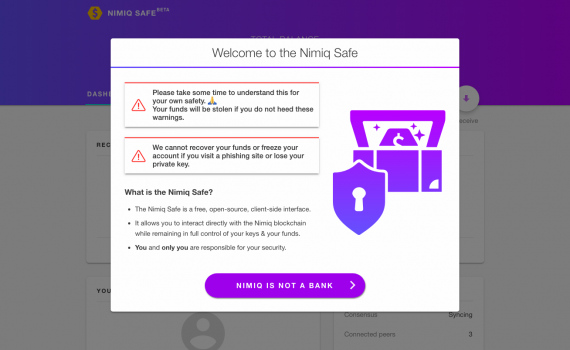 NIMIQ SAFE BETA
TOTAL BALANCE
Welcome to the Nimiq Safe
Please take some time to understand this for
your own safety. 🙏
Your funds will be stolen if you do not heed these
warnings.
We cannot recover your funds or freeze your
account if you visit a phishing site or lose your
private key.
What is the Nimiq Safe?
• The Nimiq Safe is a free, open-source, client-side interface.
• It allows you to interact directly with the Nimiq blockchain
while remaining in full control of your keys & your funds.
• You and only you are responsible for your security.
NIMIQ IS NOT A BANK
DASH
eceive
REC
YOU
Consensus
Syncing
Connected peers
3